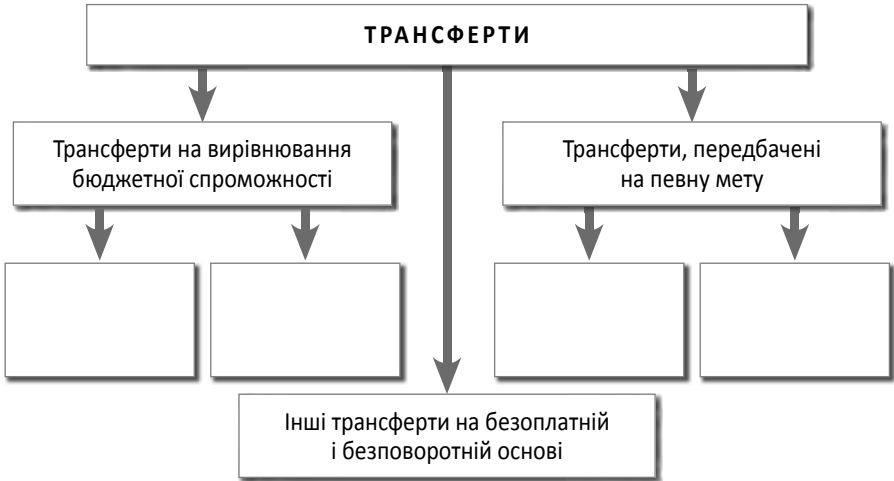 ТРАНСФЕРТИ
Трансферти на вирівнювання
бюджетної спроможності
Трансферти, передбачені
на певну мету
Інші трансферти на безоплатній
і безповоротній основі